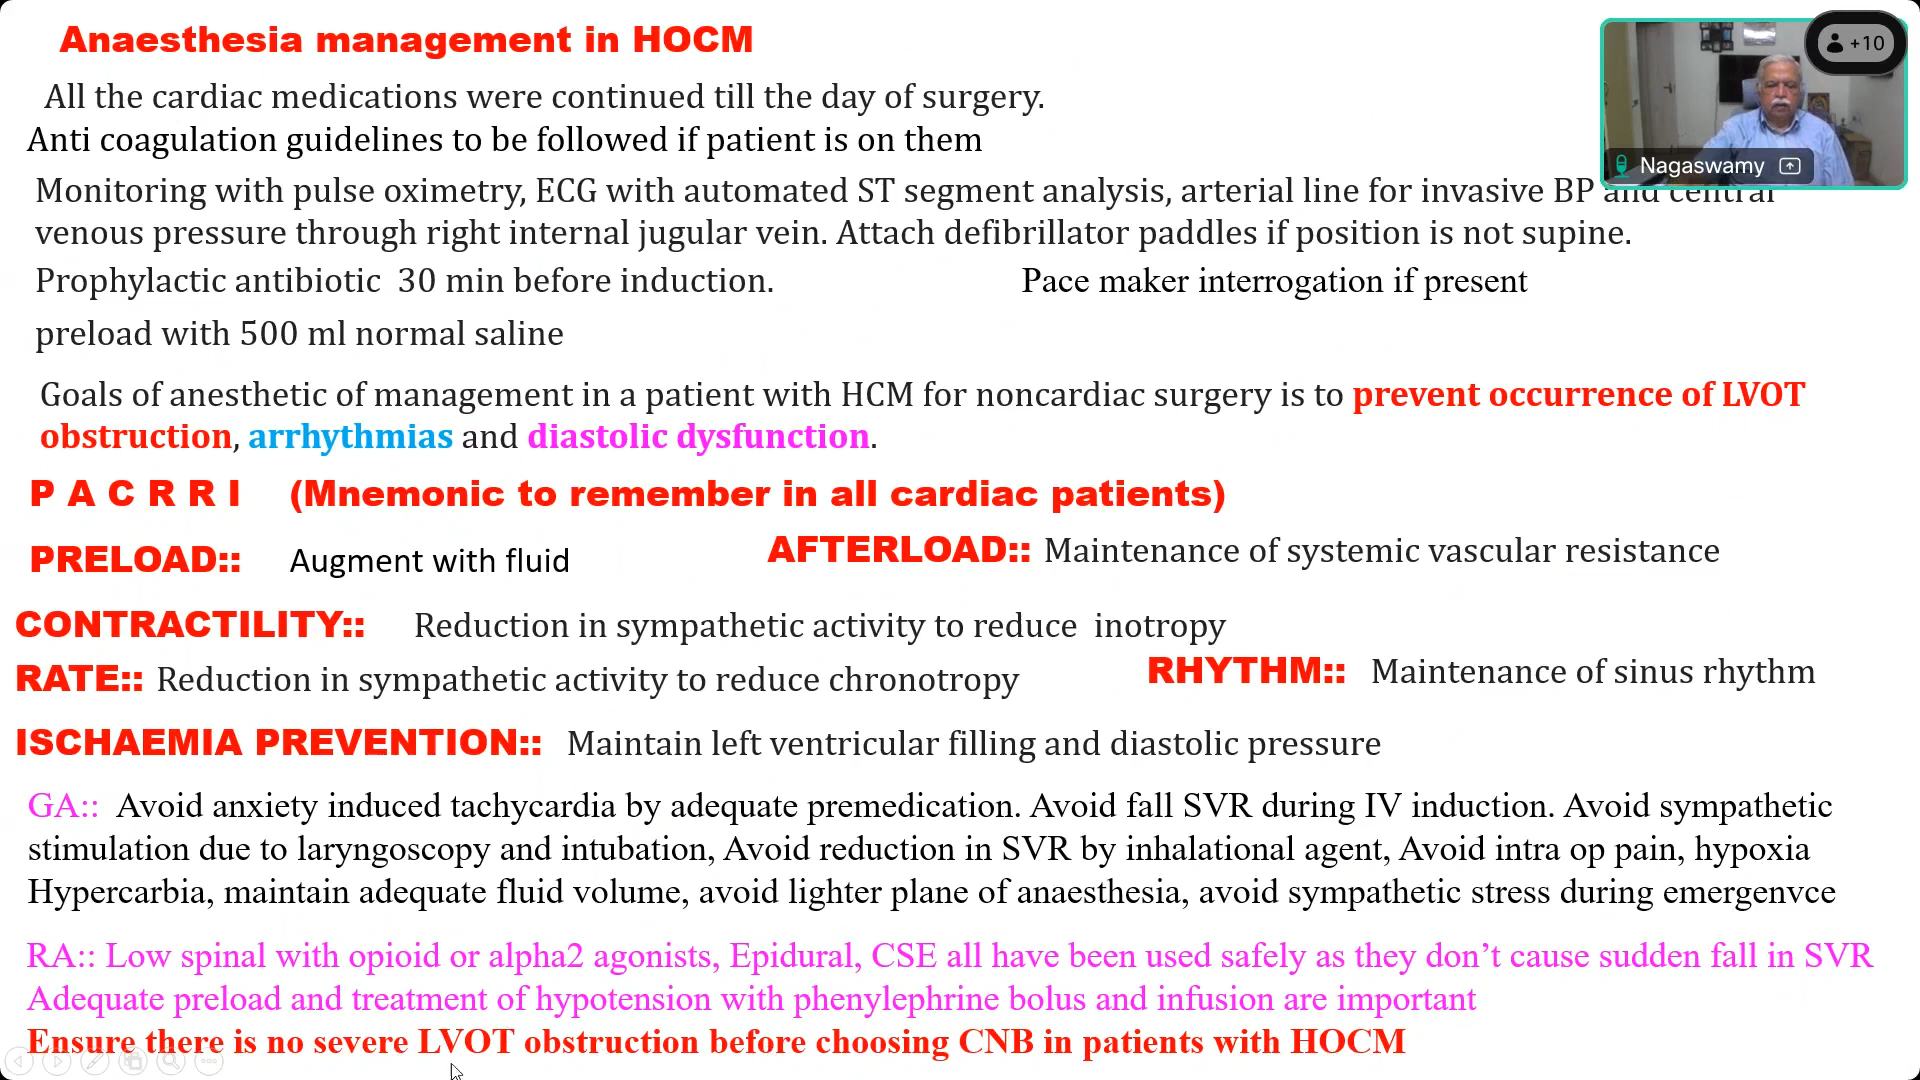 Anaesthesia management in HOCM
+10
All the cardiac medications were continued till the day of surgery.
Anti coagulation guidelines to be followed if patient is on them
Nagaswamy
Monitoring with pulse oximetry, ECG with automated ST segment analysis, arterial line for invasive BP and central
venous pressure through right internal jugular vein. Attach defibrillator paddles if position is not supine.
Prophylactic antibiotic 30 min before induction. Pace maker interrogation if present
preload with 500 ml normal saline
Goals of anesthetic of management in a patient with HCM for noncardiac surgery is to prevent occurrence of LVOT
obstruction, arrhythmias and diastolic dysfunction.
P A C R R I (Mnemonic to remember in all cardiac patients)
PRELOAD:: Augment with fluid AFTERLOAD:: Maintenance of systemic vascular resistance
CONTRACTILITY:: Reduction in sympathetic activity to reduce inotropy
RATE:: Reduction in sympathetic activity to reduce chronotropy RHYTHM:: Maintenance of sinus rhythm
ISCHAEMIA PREVENTION:: Maintain left ventricular filling and diastolic pressure
GA:: Avoid anxiety induced tachycardia by adequate premedication. Avoid fall SVR during IV induction. Avoid sympathetic
stimulation due to laryngoscopy and intubation, Avoid reduction in SVR by inhalational agent, Avoid intra op pain, hypoxia
Hypercarbia, maintain adequate fluid volume, avoid lighter plane of anaesthesia, avoid sympathetic stress during emergenvce
RA:: Low spinal with opioid or alpha2 agonists, Epidural, CSE all have been used safely as they don't cause sudden fall in SVR
Adequate preload and treatment of hypotension with phenylephrine bolus and infusion are important
Ensure there is no severe LVOT obstruction before choosing CNB in patients with HOCM